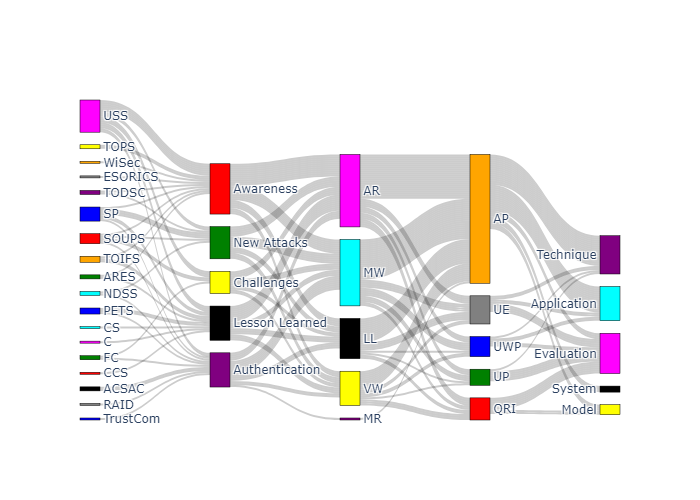 USS
TOPS
WiSec
ESORICS
TODSC
SP
SOUPS
TOIFS
ARES
NDSS
PETS
CS
C
FC
CCS
ACSAC
RAID
TrustCom
Awareness
New Attacks
Challenges
Lesson Learned
Authentication
AR
MW
LL
VW
MR
AP
UE
UWP
UP
QRI
Technique
Application
Evaluation
System
Model